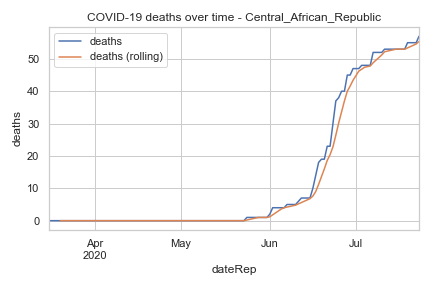 COVID-19 deaths over time - Central_African_Republic
deaths
deaths (rolling)
deaths
50
40
30
20
10
0
Apr
2020
May
Jun
Jul
dateRep